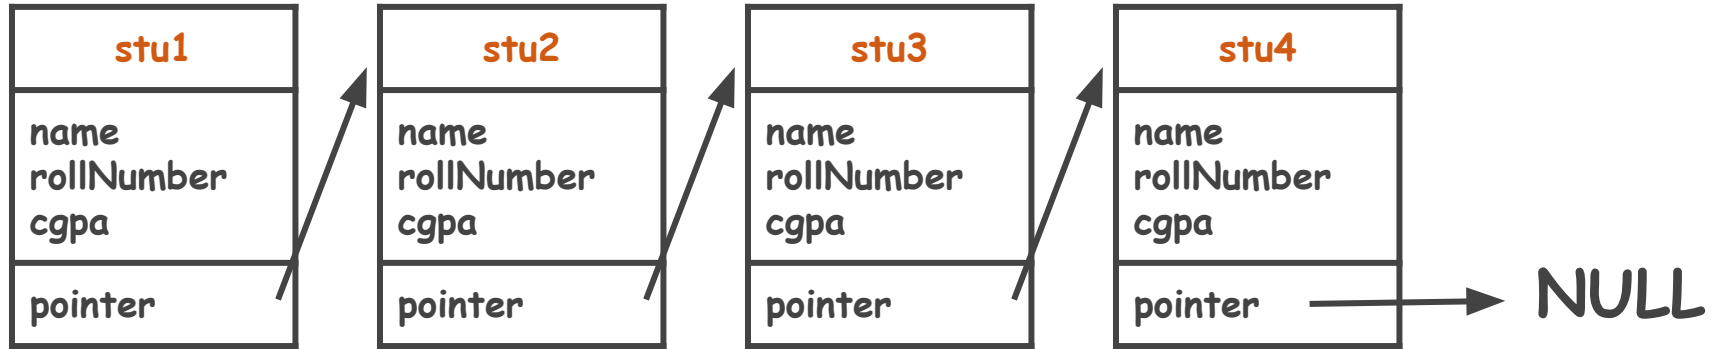 stu1
name
rollNumber
cgpa
pointer
stu2
name
rollNumber
cgpa
pointer
stu3
name
rollNumber
cgpa
pointer
stu4
name
rollNumber
cgpa
pointer
NULL